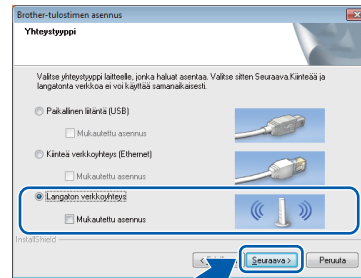 Brother-tulostimen asennus
Yhteystyyppi
Valitse yhteystyyppi laitteelle, jonka haluat asentaa. Valitse sitten Seuraava.Kiinteää ja
langatonta verkkoa ei voi käyttää samanaikaisesti.
Paikallinen liitäntä (USB)
Mukautettu asennus
Kiinteä verkkoyhteys (Ethernet)
Mukautettu asennus
Langaton verkkoyhteys
Mukautettu asennus
InstallShield
Seuraava >
Peruuta